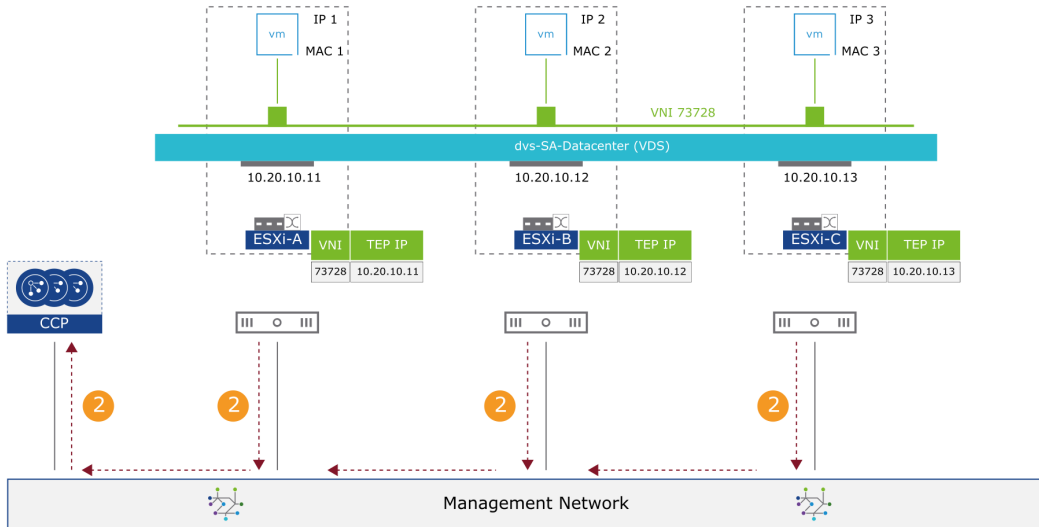 IP 1
vm
MAC 1
IP 2
vm
MAC 2
IP 3
vm
MAC 3
VNI 73728
dvs-SA-Datacenter (VDS)
10.20.10.11
10.20.10.12
10.20.10.13
ESXi-A
VNI
TEP IP
73728
10.20.10.11
ESXi-B
VNI
TEP IP
73728
10.20.10.12
ESXi-C
VNI
TEP IP
73728
10.20.10.13
CCP
2
2
2
2
Management Network